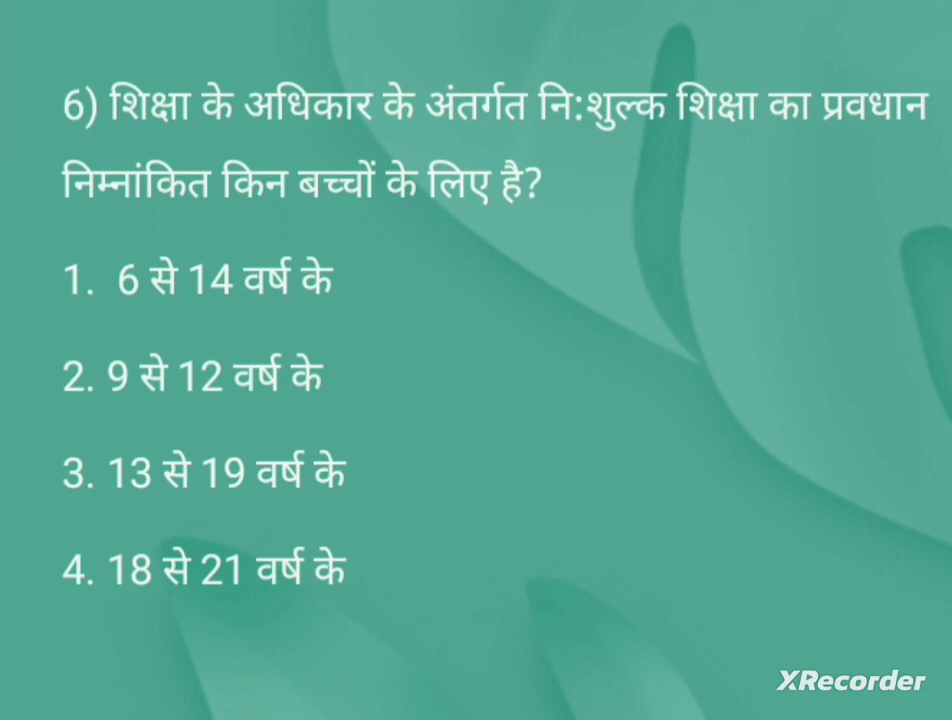 6) शिक्षा के अधिकार के अंतर्गत नि:शुल्क शिक्षा का प्रवधान
निम्नांकित किन बच्चों के लिए है?
1. 6 से 14 वर्ष के
2. 9 से 12 वर्ष के
3. 13 से 19 वर्ष के
4. 18 से 21 वर्ष के
XRecorder